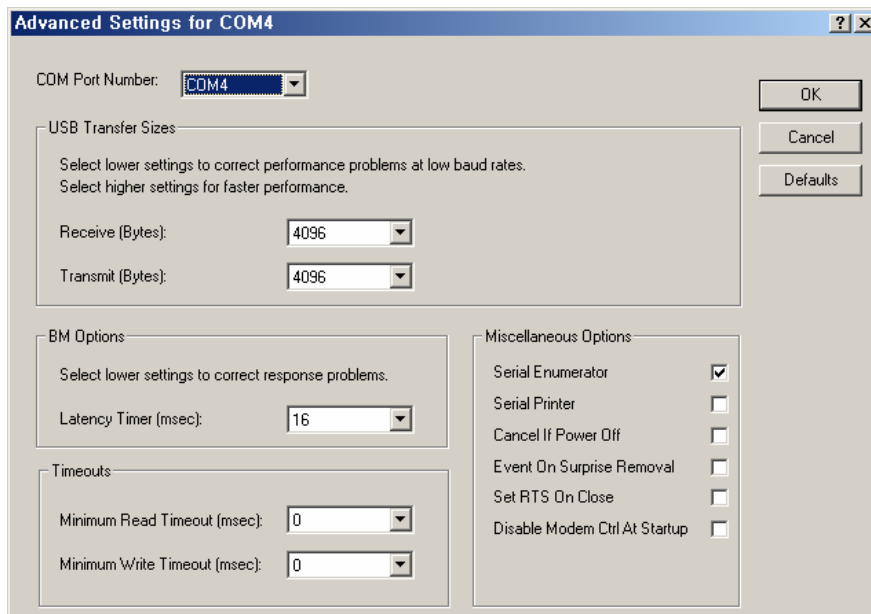 Advanced Settings for COM4
COM Port Number: COM4
OK
Cancel
Defaults
USB Transfer Sizes
Select lower settings to correct performance problems at low baud rates.
Select higher settings for faster performance.
Receive (Bytes): 4096
Transmit (Bytes): 4096
BM Options
Select lower settings to correct response problems.
Latency Timer (msec): 16
Timeouts
Minimum Read Timeout (msec): 0
Minimum Write Timeout (msec): 0
Miscellaneous Options
Serial Enumerator
Serial Printer
Cancel If Power Off
Event On Surprise Removal
Set RTS On Close
Disable Modem Ctrl At Startup